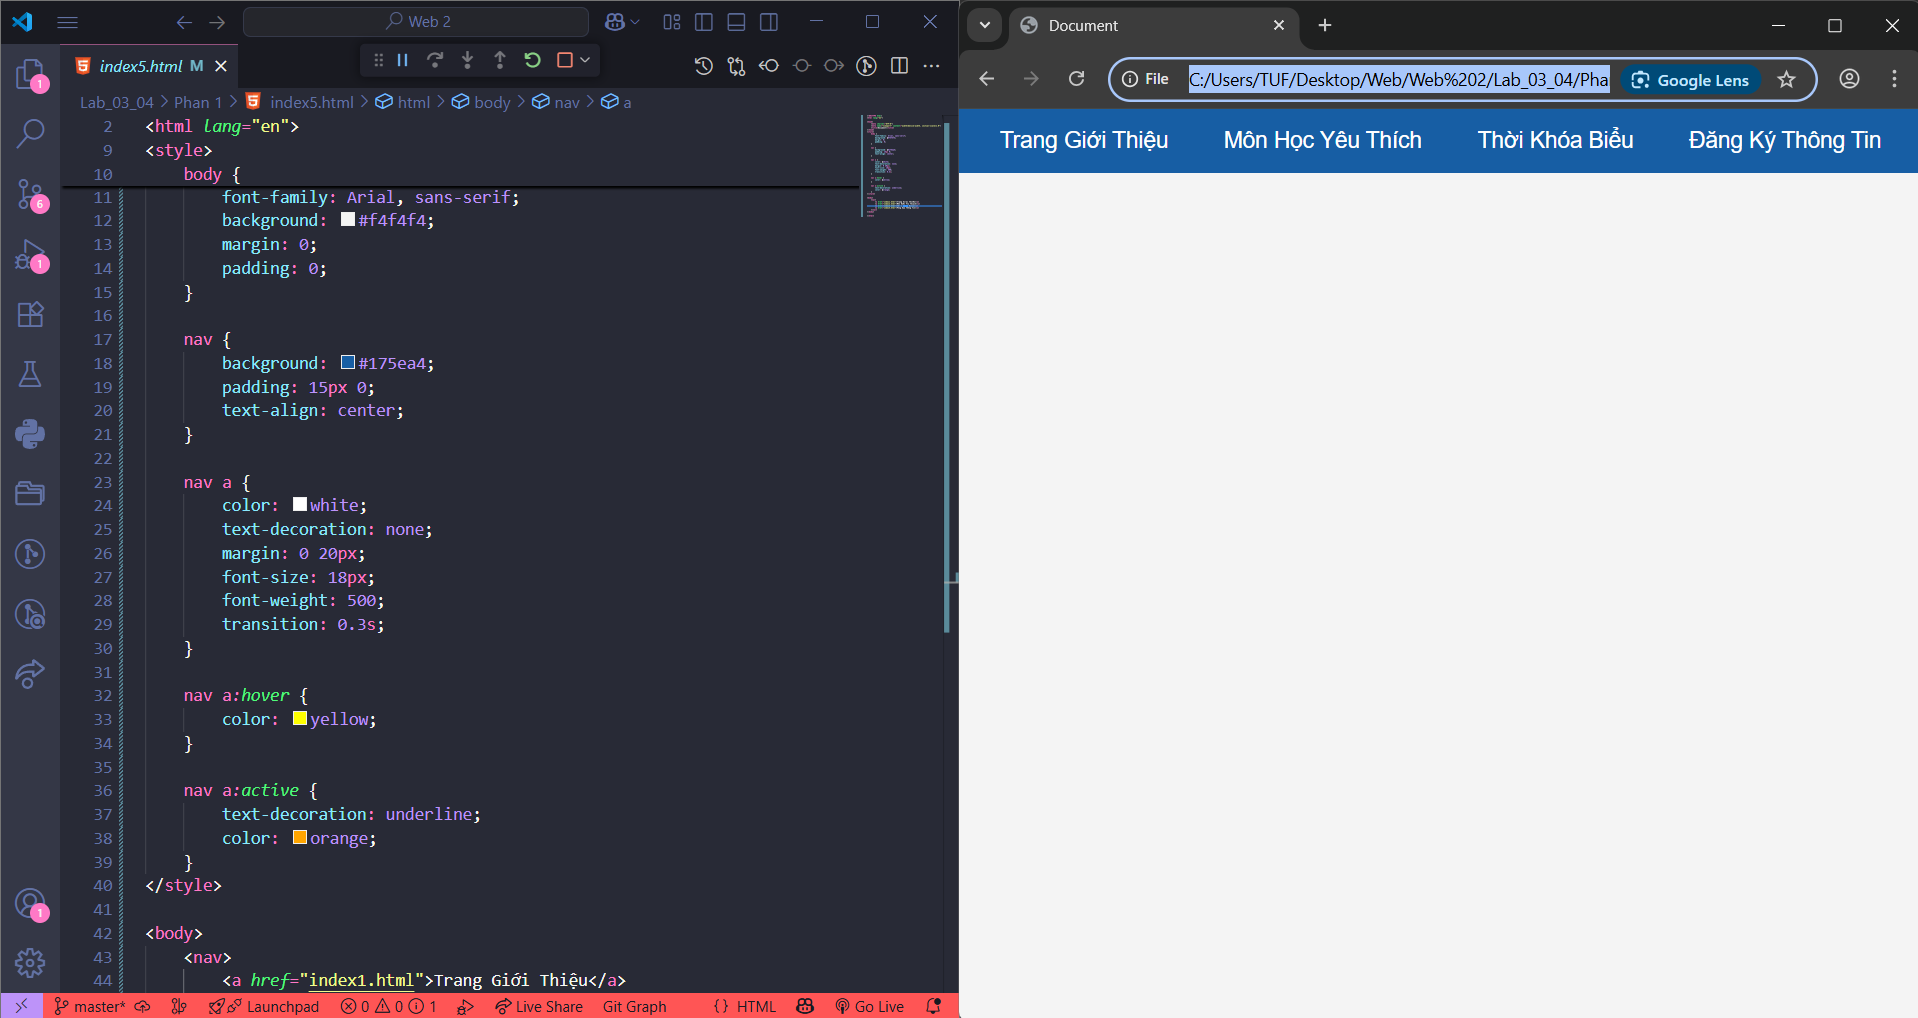 Web 2
index5.html M
Lab_03_04 > Phan 1 > index5.html > html > body > nav > a
2 <html lang="en">
9 <style>
10 body {
11 font-family: Arial, sans-serif;
12 background: #f4f4f4;
13 margin: 0;
14 padding: 0;
15 }
16
17 nav {
18 background: #175ea4;
19 padding: 15px 0;
20 text-align: center;
21 }
22
23 nav a {
24 color: white;
25 text-decoration: none;
26 margin: 0 20px;
27 font-size: 18px;
28 font-weight: 500;
29 transition: 0.3s;
30 }
31
32 nav a:hover {
33 color: yellow;
34 }
35
36 nav a:active {
37 text-decoration: underline;
38 color: orange;
39 }
40 </style>
41
42 <body>
43 <nav>
44 <a href="index1.html">Trang Giới Thiệu</a>
1
6
1
1
master* Launchpad 0 0 1 Live Share Git Graph {} HTML Go Live
Document
File C:/Users/TUF/Desktop/Web/Web%202/Lab_03_04/Pha Google Lens
Trang Giới Thiệu Môn Học Yêu Thích Thời Khóa Biểu Đăng Ký Thông Tin